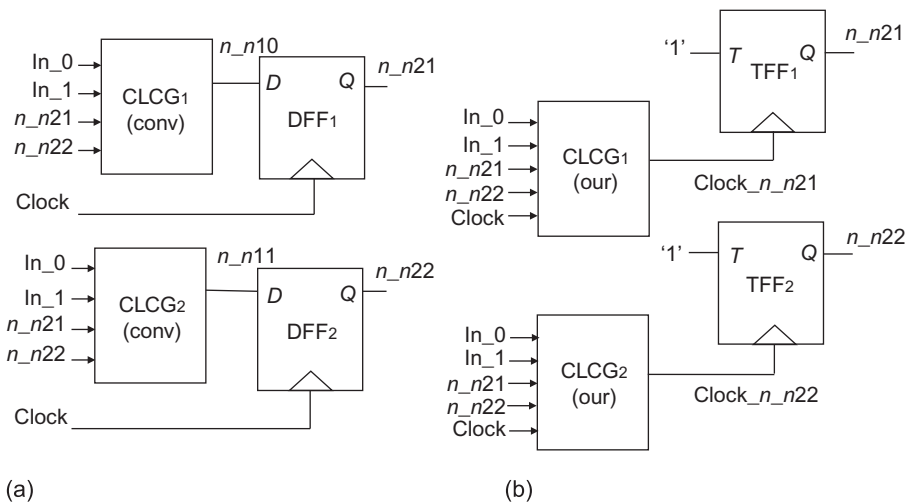 n_n10
n_n21
In_0
In_1
n_n21
n_n22
CLCG1
(conv)
D
Q
DFF1
Clock
n_n11
n_n22
In_0
In_1
n_n21
n_n22
CLCG2
(conv)
D
Q
DFF2
Clock
(a)
n_n21
'1'
T
Q
TFF1
In_0
In_1
n_n21
n_n22
Clock
CLCG1
(our)
Clock_n_n21
n_n22
'1'
T
Q
TFF2
In_0
In_1
n_n21
n_n22
Clock
CLCG2
(our)
Clock_n_n22
(b)